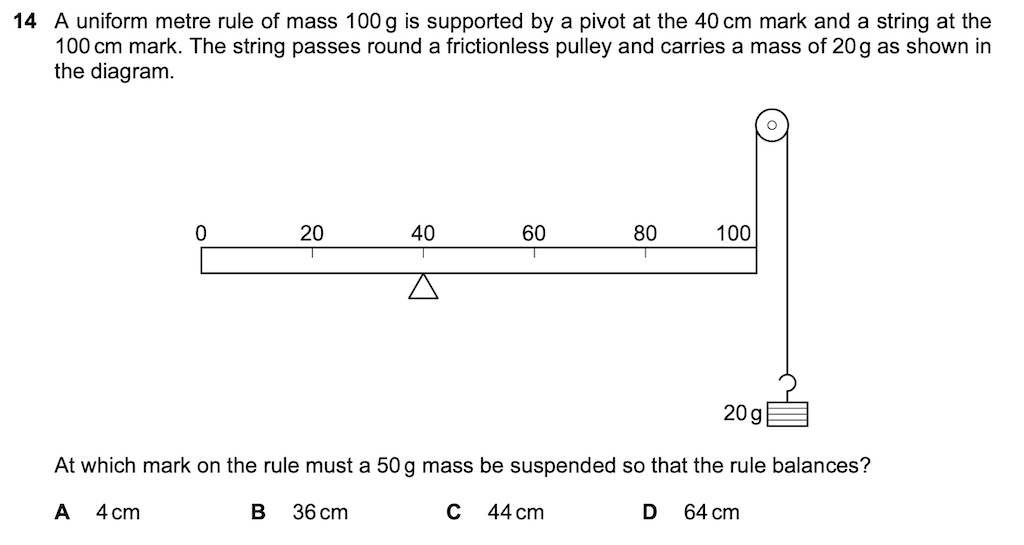 14 A uniform metre rule of mass 100 g is supported by a pivot at the 40 cm mark and a string at the
100 cm mark. The string passes round a frictionless pulley and carries a mass of 20 g as shown in
the diagram.
0 20 40 60 80 100
20 g
At which mark on the rule must a 50 g mass be suspended so that the rule balances?
A 4 cm B 36 cm C 44 cm D 64 cm